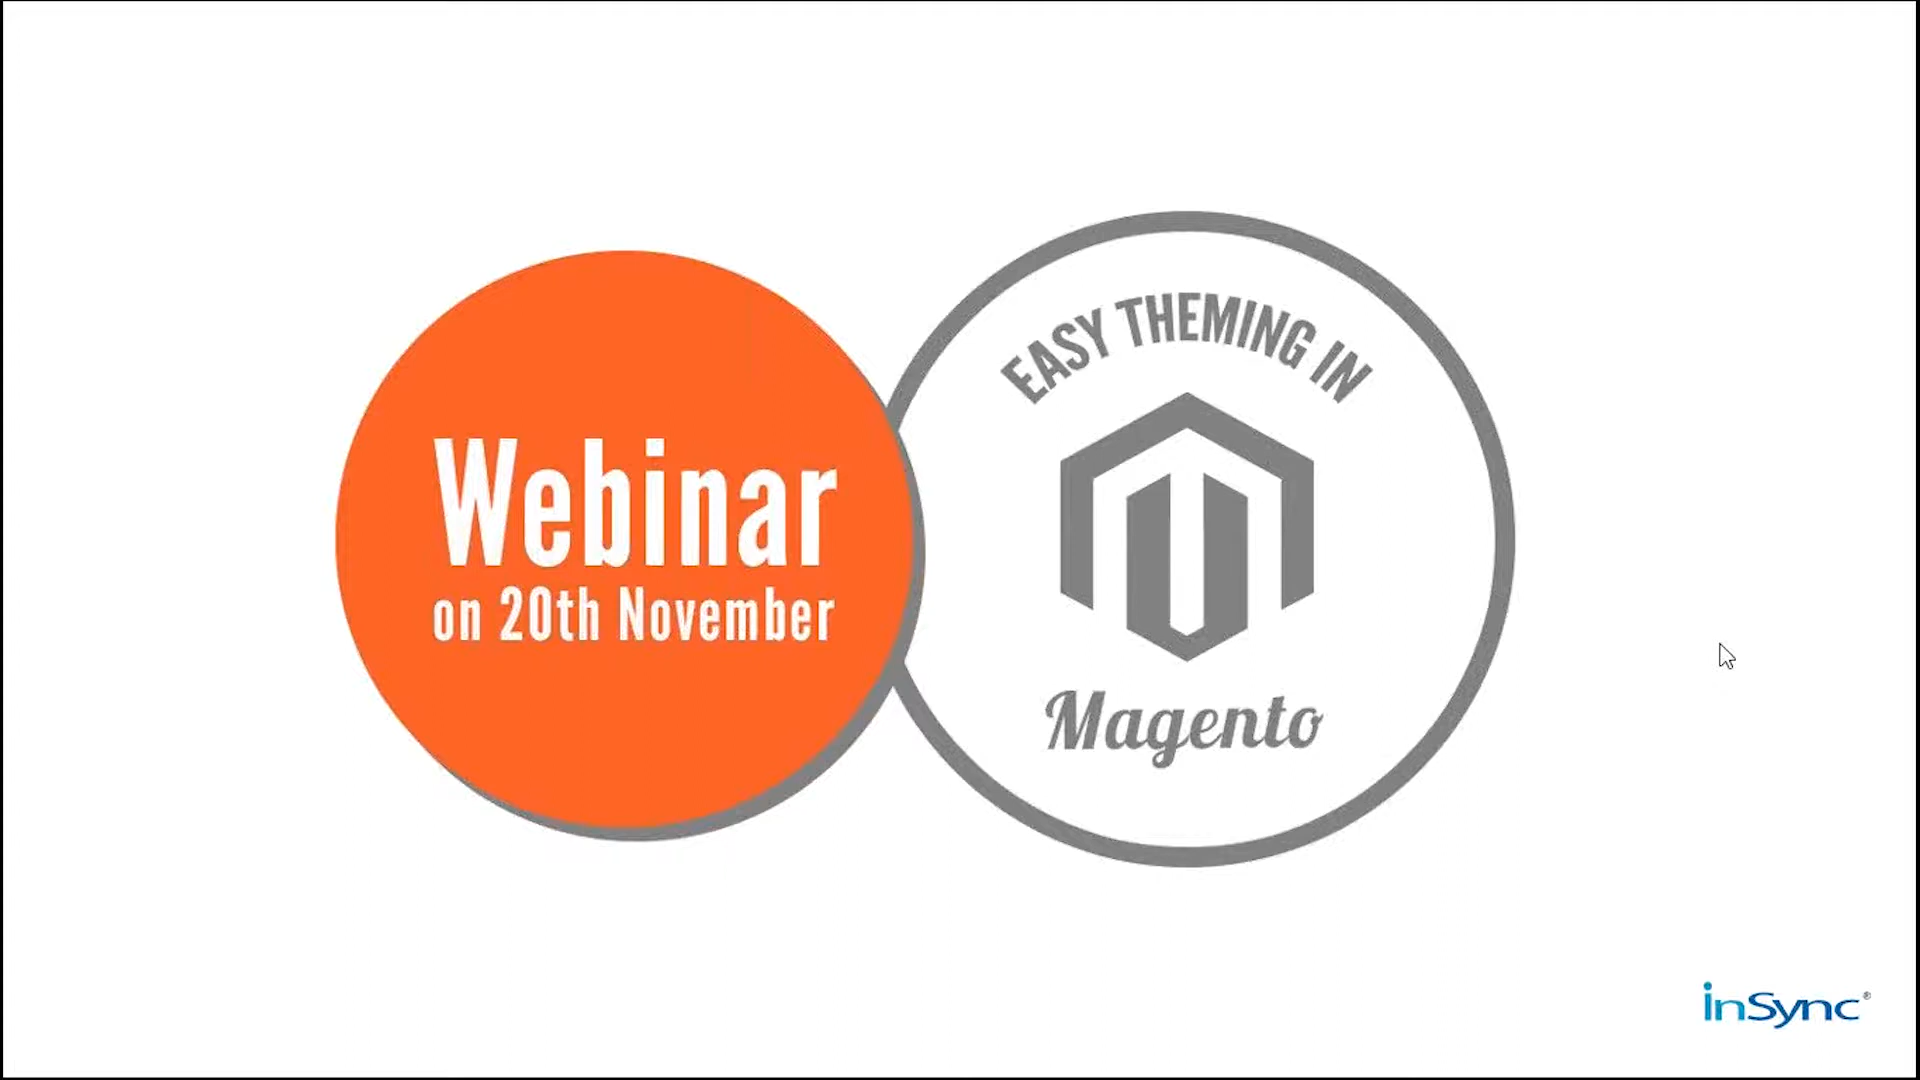 Webinar
on 20th November
EASY THEMING IN
Magento
inSync®